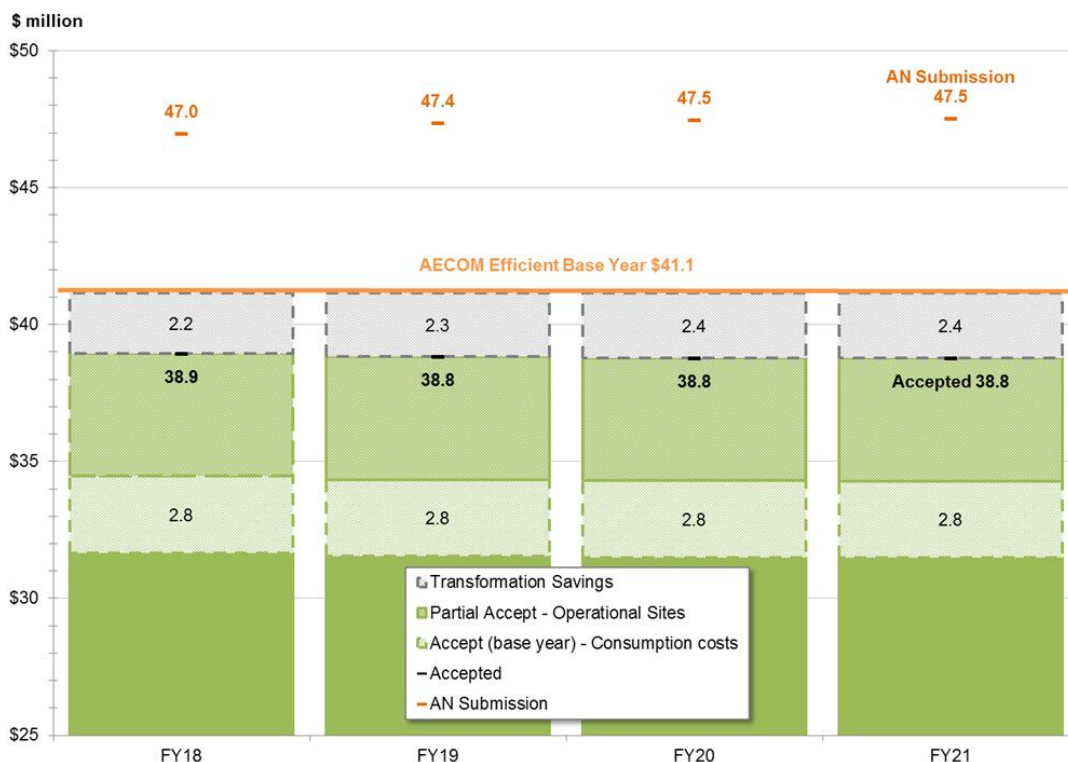 $ million
$50
AN Submission
47.0
47.4
47.5
47.5
$45
AECOM Efficient Base Year $41.1
$40
2.2
2.3
2.4
2.4
38.9
38.8
38.8
Accepted 38.8
$35
2.8
2.8
2.8
2.8
$30
Transformation Savings
Partial Accept - Operational Sites
Accept (base year) - Consumption costs
Accepted
AN Submission
$25
FY18
FY19
FY20
FY21